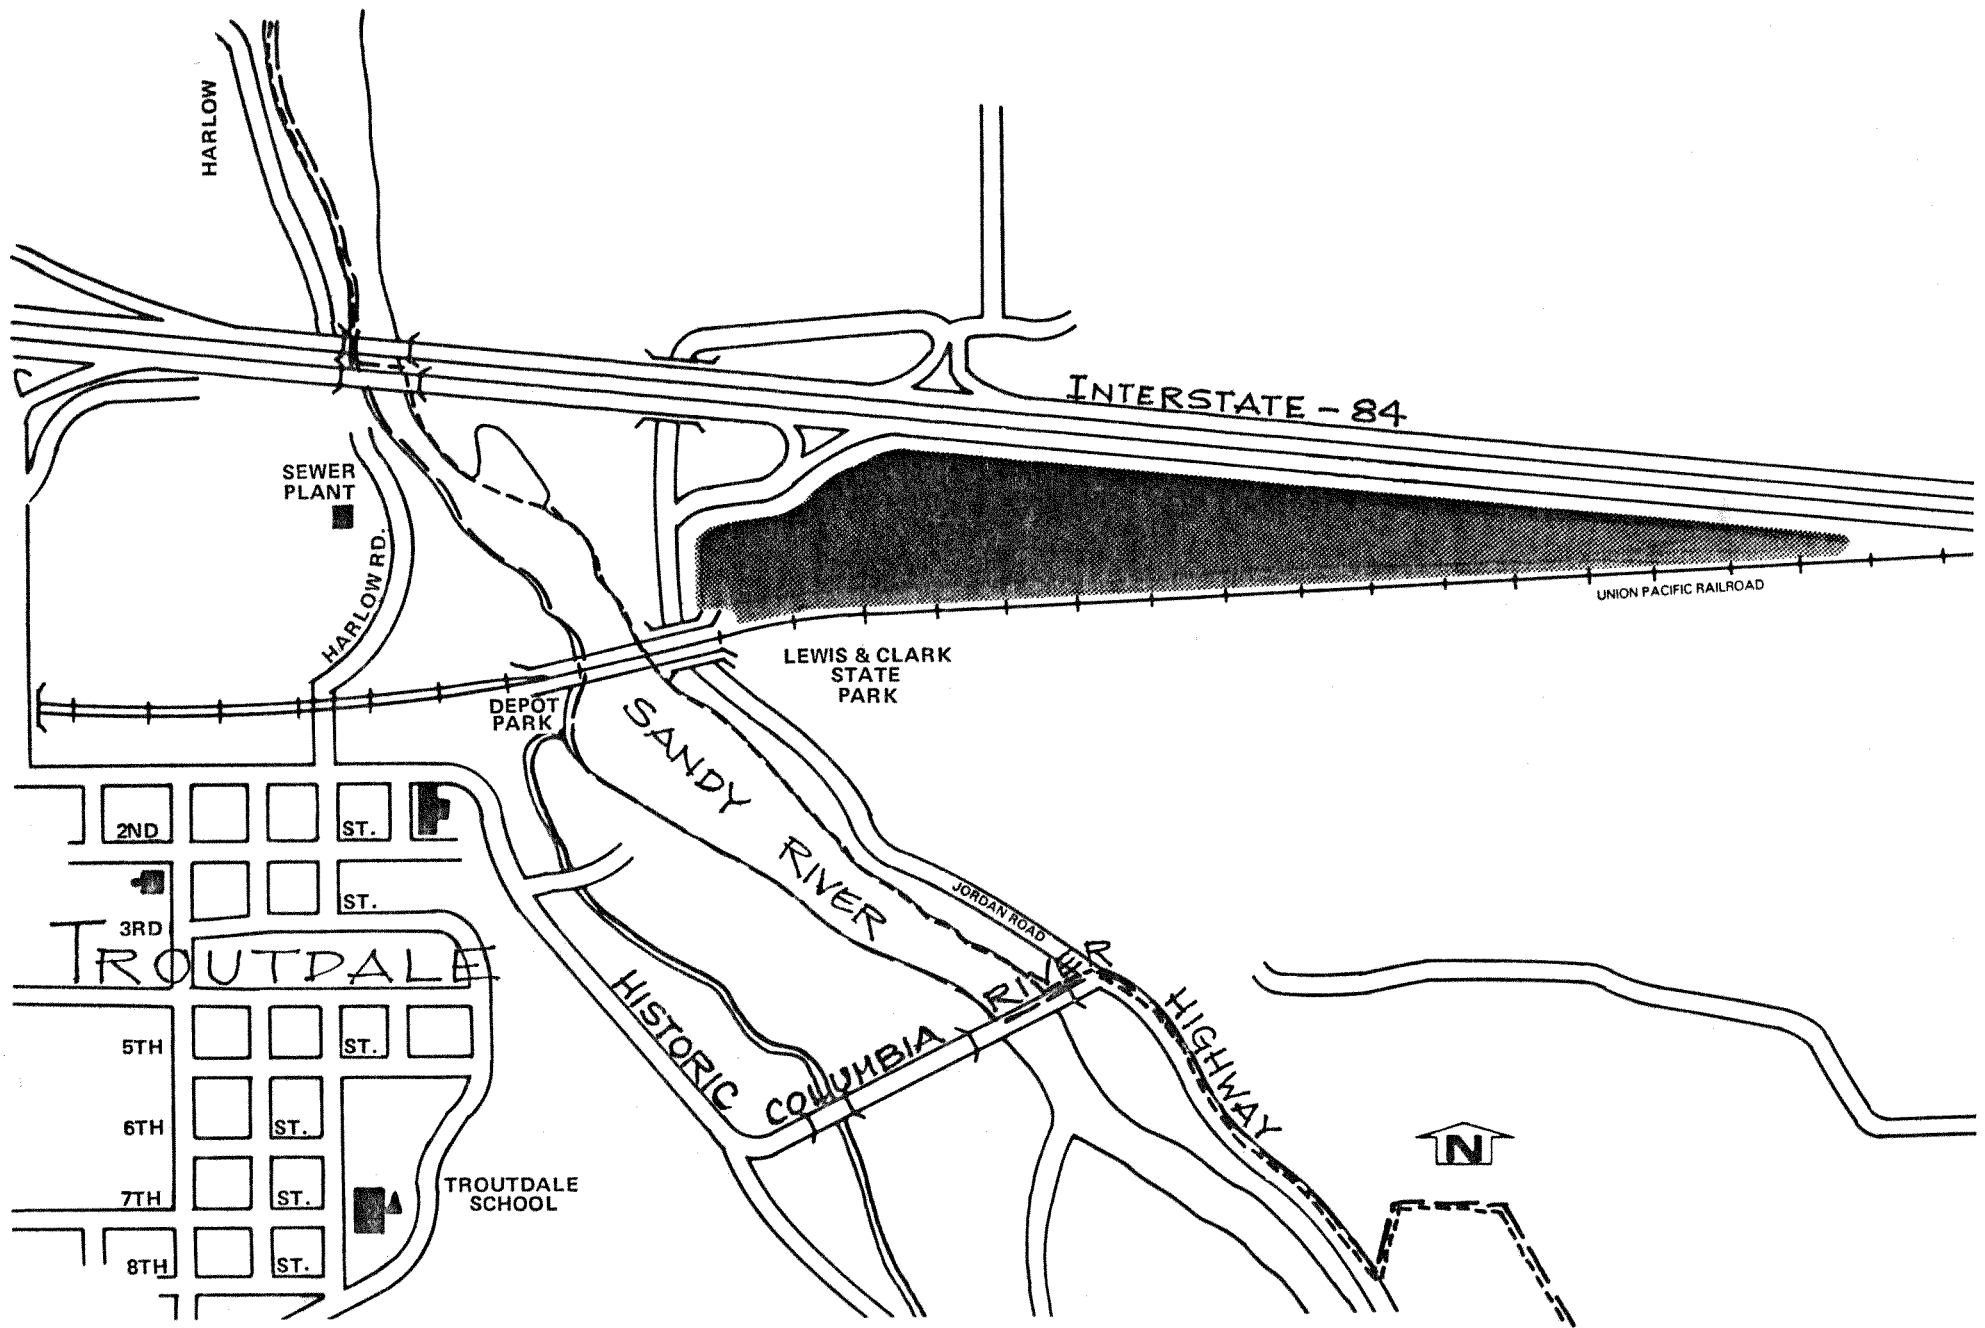 HARLOW
INTERSTATE - 84
SEWER
PLANT
HARLOW RD.
UNION PACIFIC RAILROAD
LEWIS & CLARK
STATE
PARK
DEPOT
PARK
SANDY
RIVER
2ND ST.
ST.
3RD
TROUTDALE
JORDAN ROAD
HISTORIC
COLUMBIA RIVER
HIGHWAY
5TH ST.
6TH ST.
7TH ST.
8TH ST.
TROUTDALE
SCHOOL
N